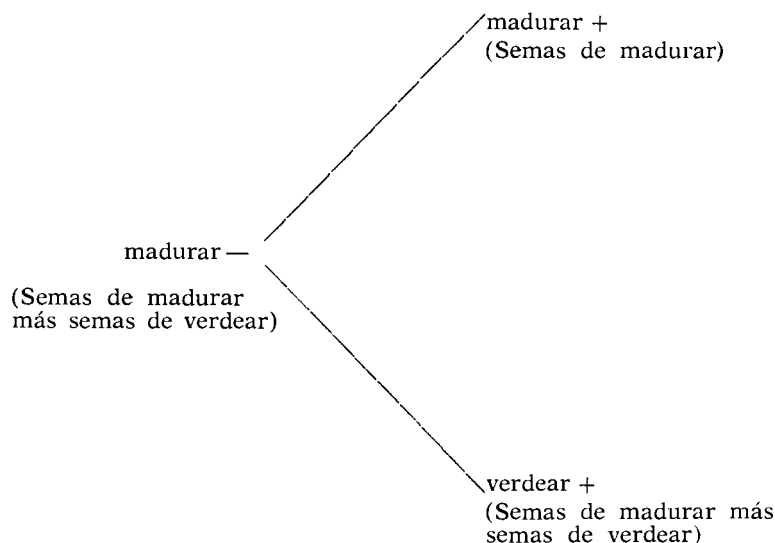 madurar +
(Semas de madurar)
madurar —
(Semas de madurar
más semas de verdear)
verdear +
(Semas de madurar más
semas de verdear)